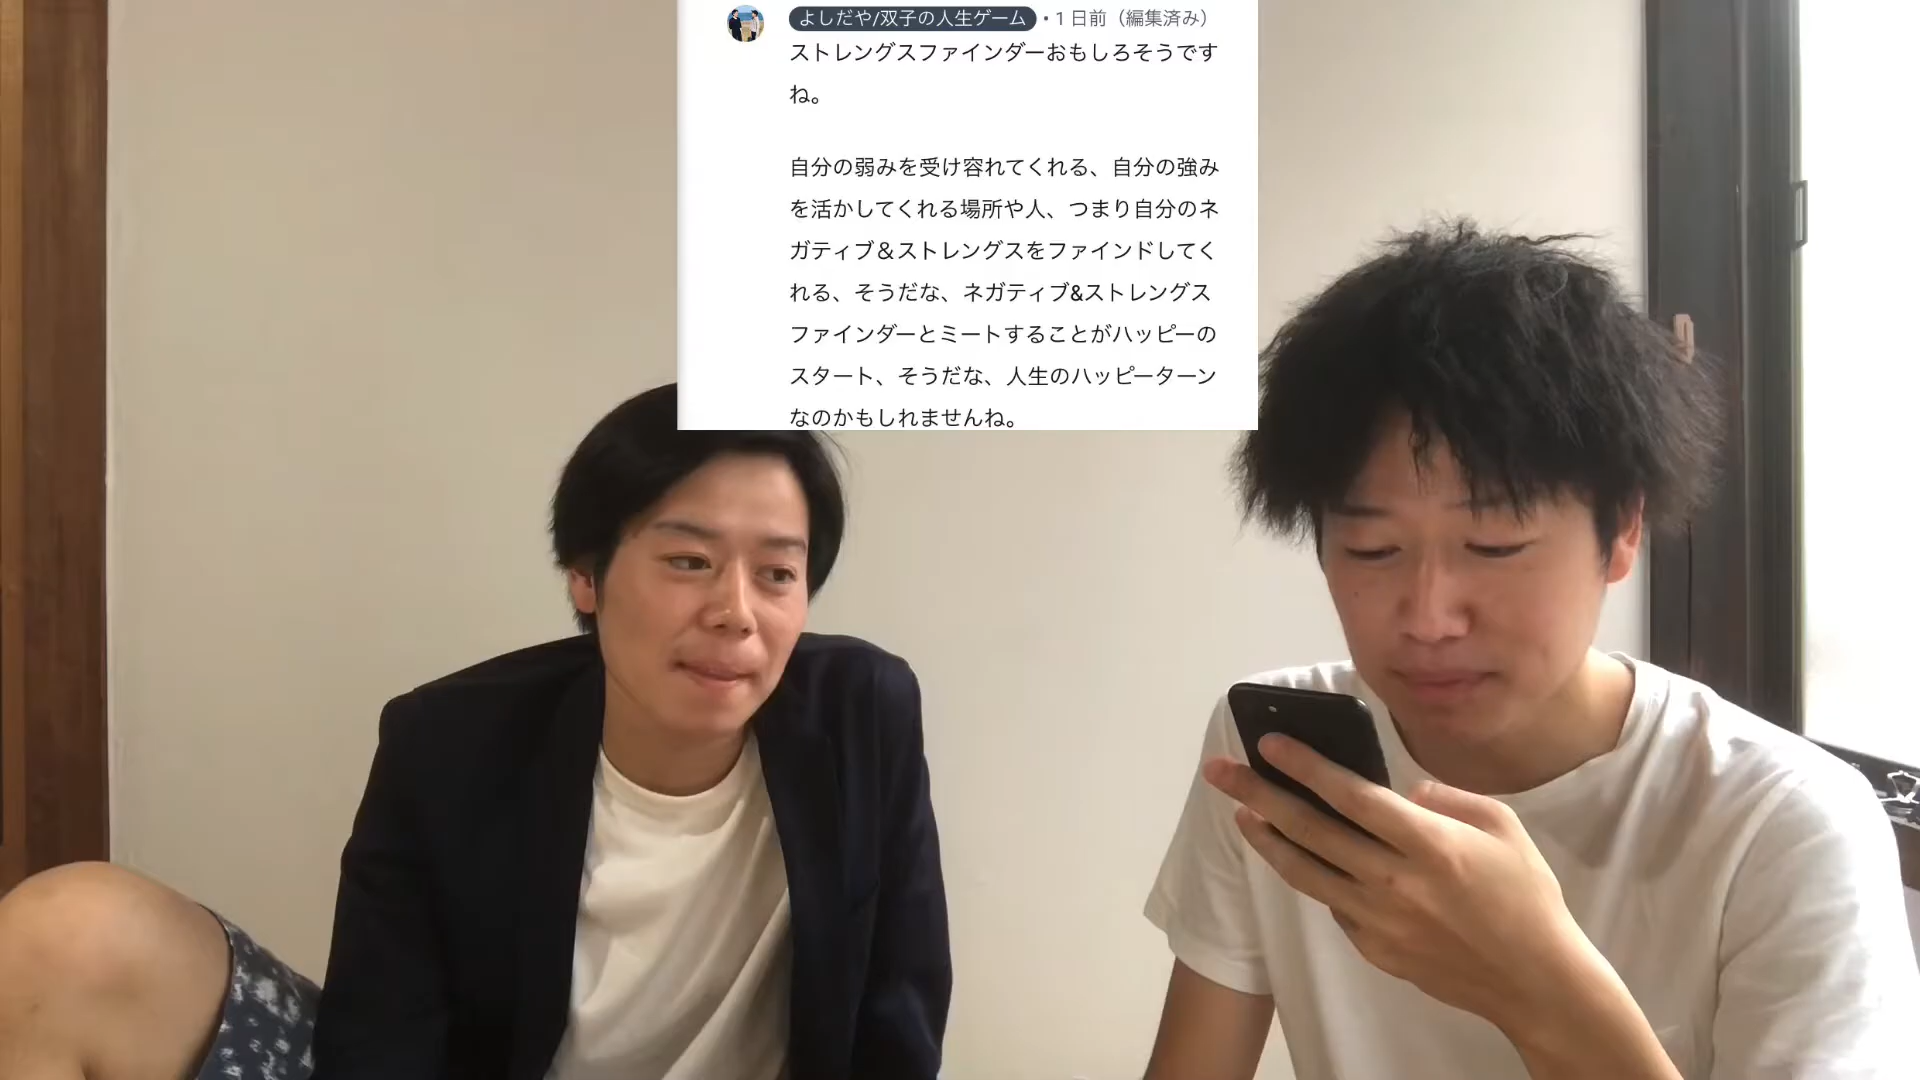 よしだや/双子の人生ゲーム • 1 日前（編集済み）
ストレングスファインダーおもしろそうです
ね。
自分の弱みを受け容れてくれる、自分の強み
を活かしてくれる場所や人、つまり自分のネ
ガティブ＆ストレングスをファインドしてく
れる、そうだな、ネガティブ&ストレングス
ファインダーとミートすることがハッピーの
スタート、そうだな、人生のハッピーターン
なのかもしれませんね。